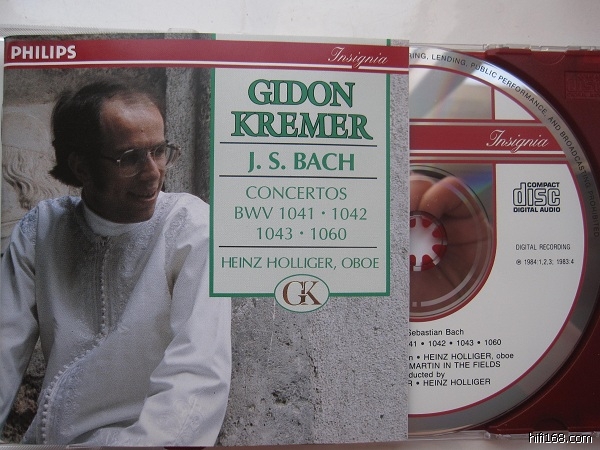 PHILIPS
Insignia
GIDON
KREMER
J. S. BACH
CONCERTOS
BWV 1041 · 1042
1043 · 1060
HEINZ HOLLIGER, OBOE
GK
LENDING, PUBLIC PERFORMANCE, AND BROADCASTING
Insignia
COMPACT
disc
DIGITAL AUDIO
DIGITAL RECORDING
℗ 1984:1,2,3; 1983:4
Sebastian Bach
41 · 1042 · 1043 · 1060
n · HEINZ HOLLIGER, oboe
MARTIN IN THE FIELDS
ducted by
R · HEINZ HOLLIGER
hifi168.com